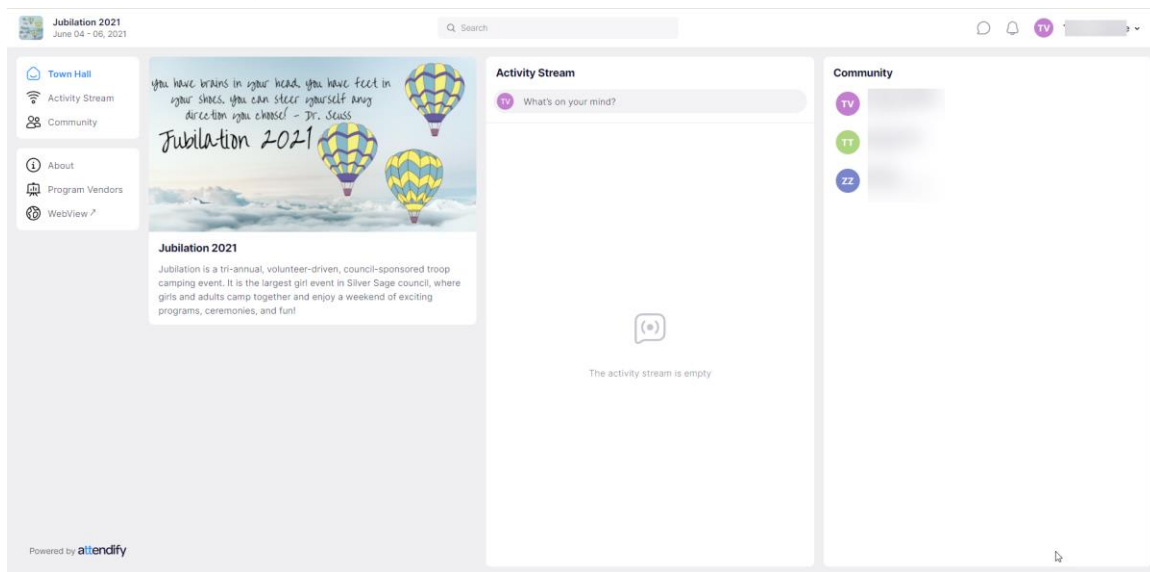 Jubilation 2021
June 04 - 06, 2021
Search
TV
Town Hall
Activity Stream
Community
About
Program Vendors
WebView
you have brains in your head. you have feet in
your shoes. you can steer yourself any
direction you choose! - Dr. Seuss
Jubilation 2021
Jubilation 2021
Jubilation is a tri-annual, volunteer-driven, council-sponsored troop
camping event. It is the largest girl event in Silver Sage council, where
girls and adults camp together and enjoy a weekend of exciting
programs, ceremonies, and fun!
Activity Stream
TV What's on your mind?
The activity stream is empty
Community
TV
TT
ZZ
Powered by attendify